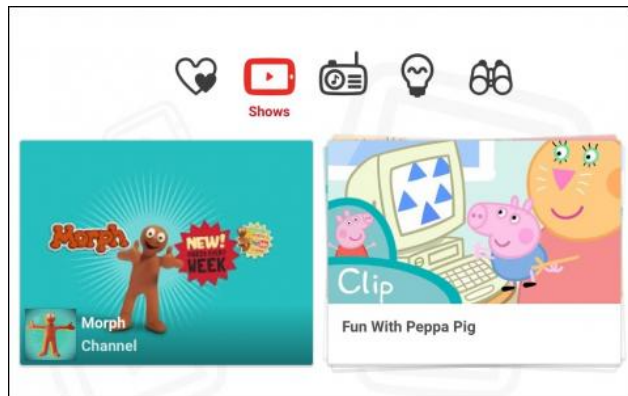 Shows
Morph
NEW!
WEEK
Morph
Channel
Clip
Fun With Peppa Pig